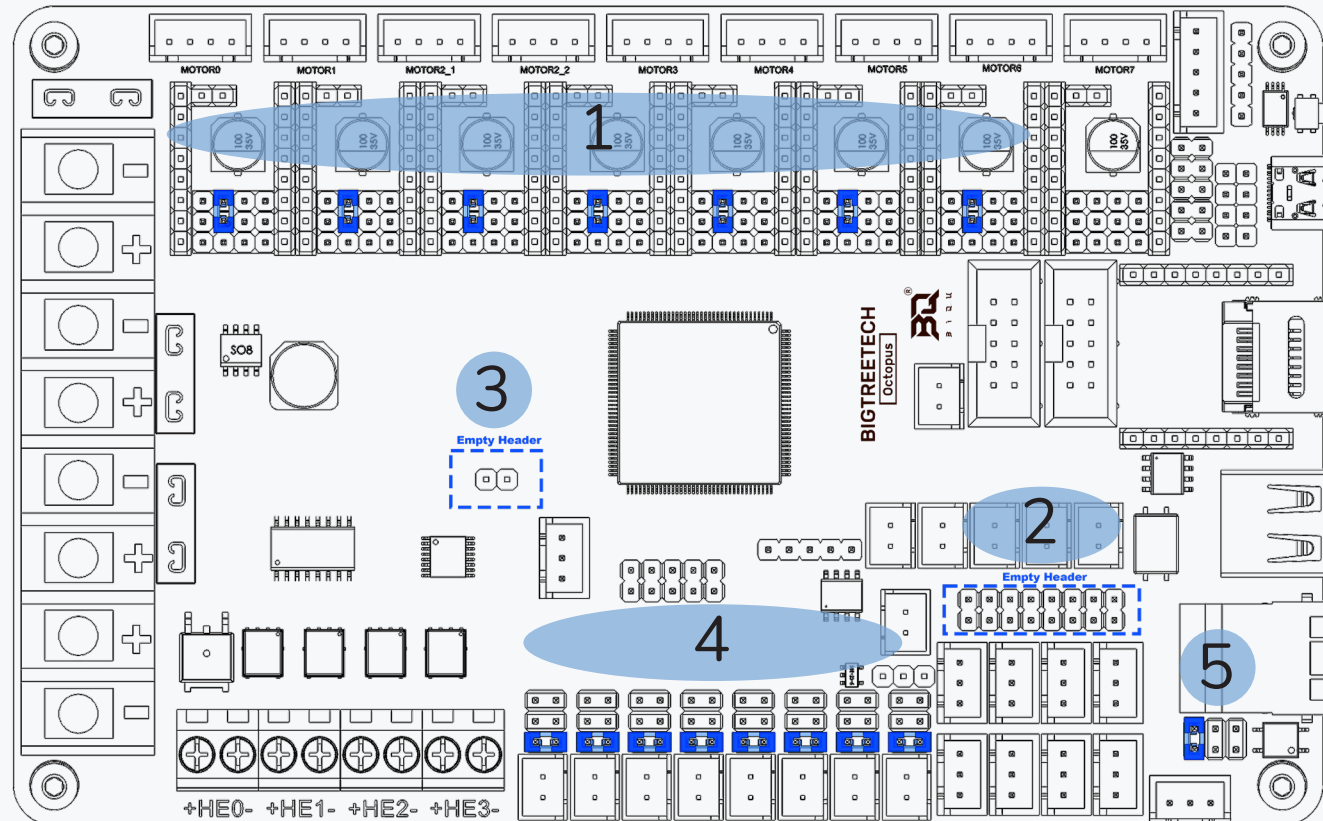 MOTOR0 MOTOR1 MOTOR2_1 MOTOR2_2 MOTOR3 MOTOR4 MOTOR5 MOTOR6 MOTOR7
1
100 35V 100 35V 100 35V 100 35V 100 35V 100 35V 100 35V 100 35V
BIGTREETECH
Octopus
BQ ®
BIQU
SO8
3
Empty Header
2
Empty Header
4
5
+HE0- +HE1- +HE2- +HE3-